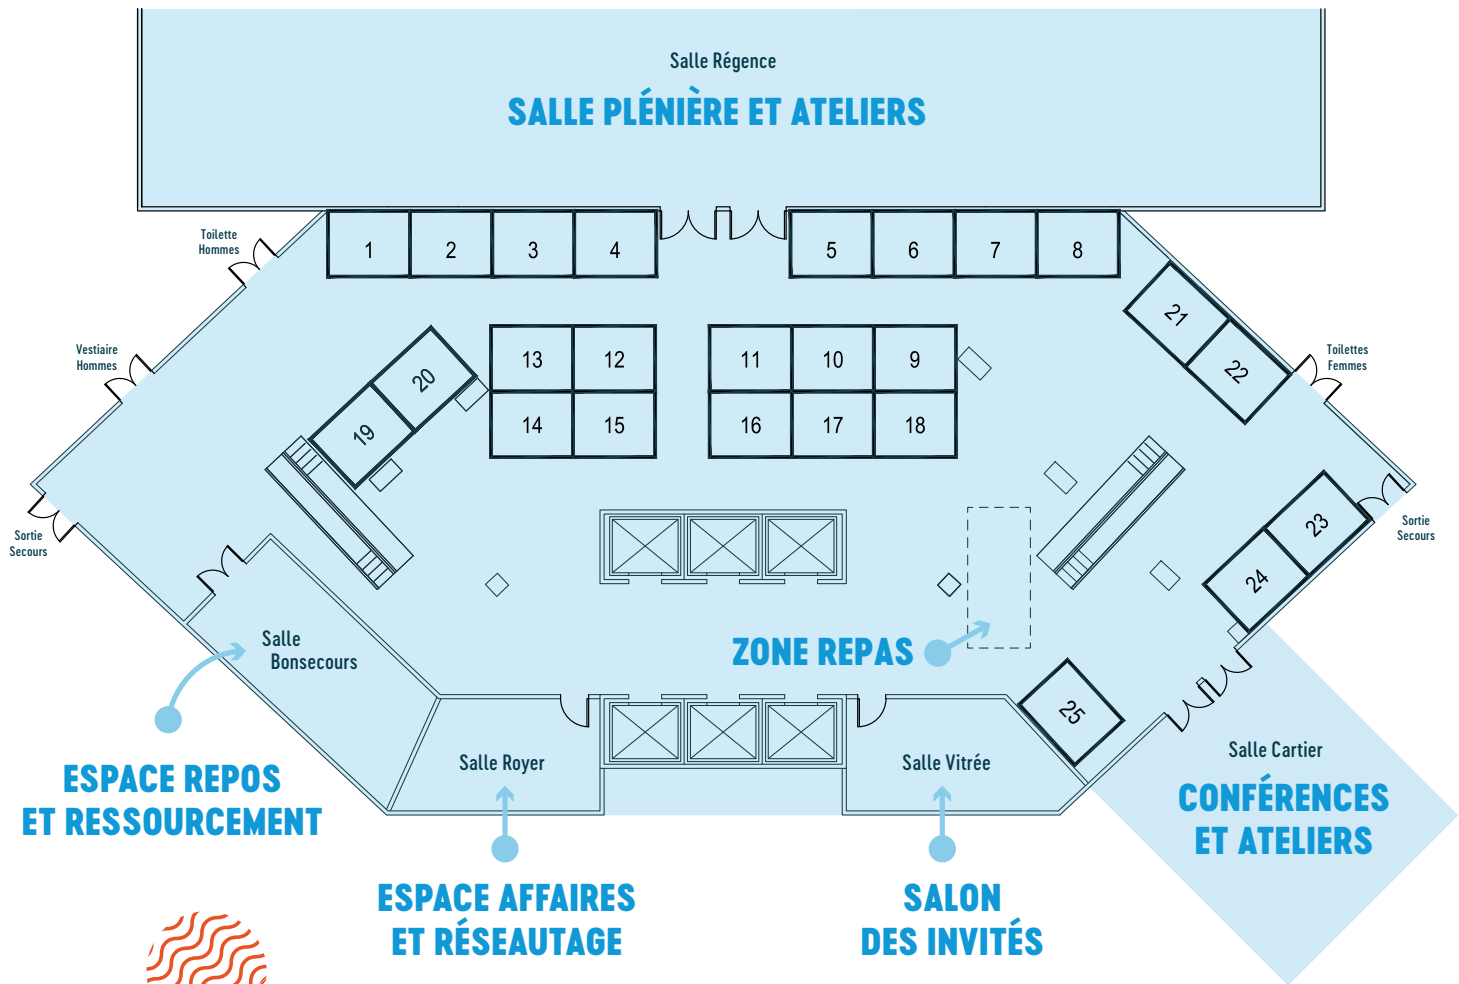 Salle Régence
SALLE PLÉNIÈRE ET ATELIERS
Toilette
Hommes
1 2 3 4 5 6 7 8
Vestiaire
Hommes
21
22
Toilettes
Femmes
20
19
13 12 11 10 9
14 15 16 17 18
Sortie
Secours
23
24
Sortie
Secours
Salle
Bonsecours
ZONE REPAS
25
ESPACE REPOS
ET RESSOURCEMENT
Salle Royer
Salle Vitrée
Salle Cartier
CONFÉRENCES
ET ATELIERS
ESPACE AFFAIRES
ET RÉSEAUTAGE
SALON
DES INVITÉS